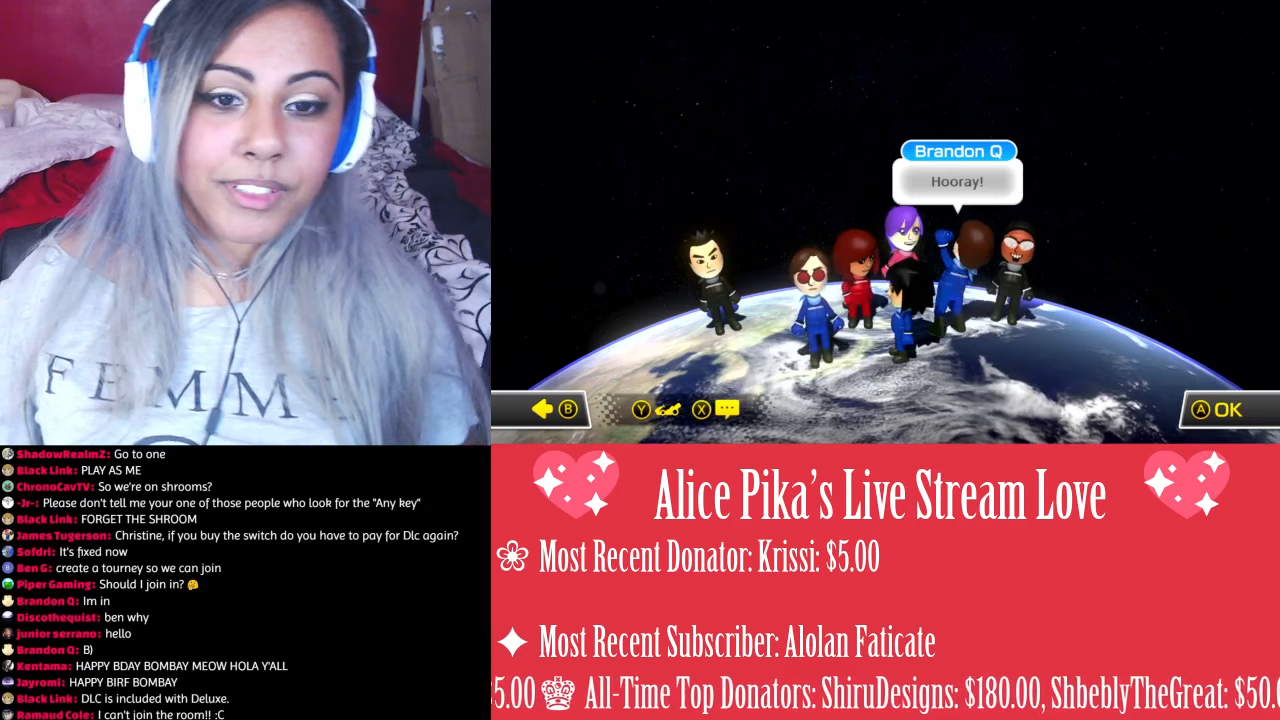 FEMME
Brandon Q
Hooray!
B
Y
X
A OK
ShadowRealmZ: Go to one
Black Link: PLAY AS ME
ChronoCavTV: So we're on shrooms?
-Jr-: Please don't tell me your one of those people who look for the "Any key"
Black Link: FORGET THE SHROOM
James Tugerson: Christine, if you buy the switch do you have to pay for Dlc again?
Sofdri: It's fixed now
Ben G: create a tourney so we can join
Piper Gaming: Should I join in? 🤔
Brandon Q: Im in
Discothequist: ben why
junior serrano: hello
Brandon Q: B)
Kentama: HAPPY BDAY BOMBAY MEOW HOLA Y'ALL
Jayromi: HAPPY BIRF BOMBAY
Black Link: DLC is included with Deluxe.
Ramaud Cole: I can't join the room!! :C
Alice Pika's Live Stream Love
Most Recent Donator: Krissi: $5.00
Most Recent Subscriber: Alolan Faticate
5.00 All-Time Top Donators: ShiruDesigns: $180.00, ShbeblyTheGreat: $50.